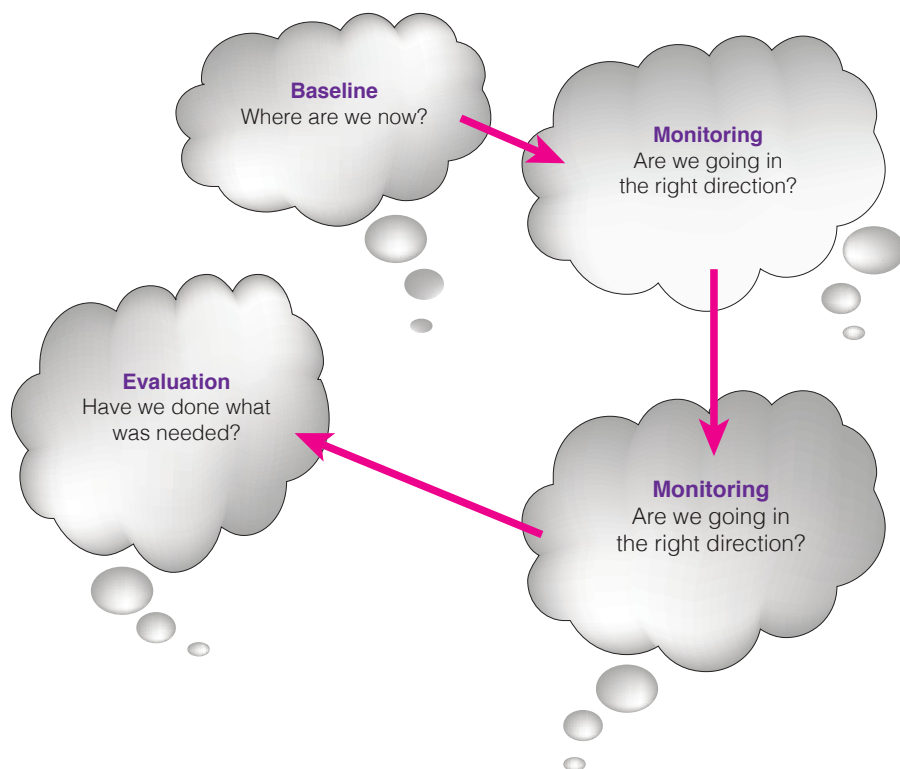 Baseline
Where are we now?
Monitoring
Are we going in
the right direction?
Evaluation
Have we done what
was needed?
Monitoring
Are we going in
the right direction?